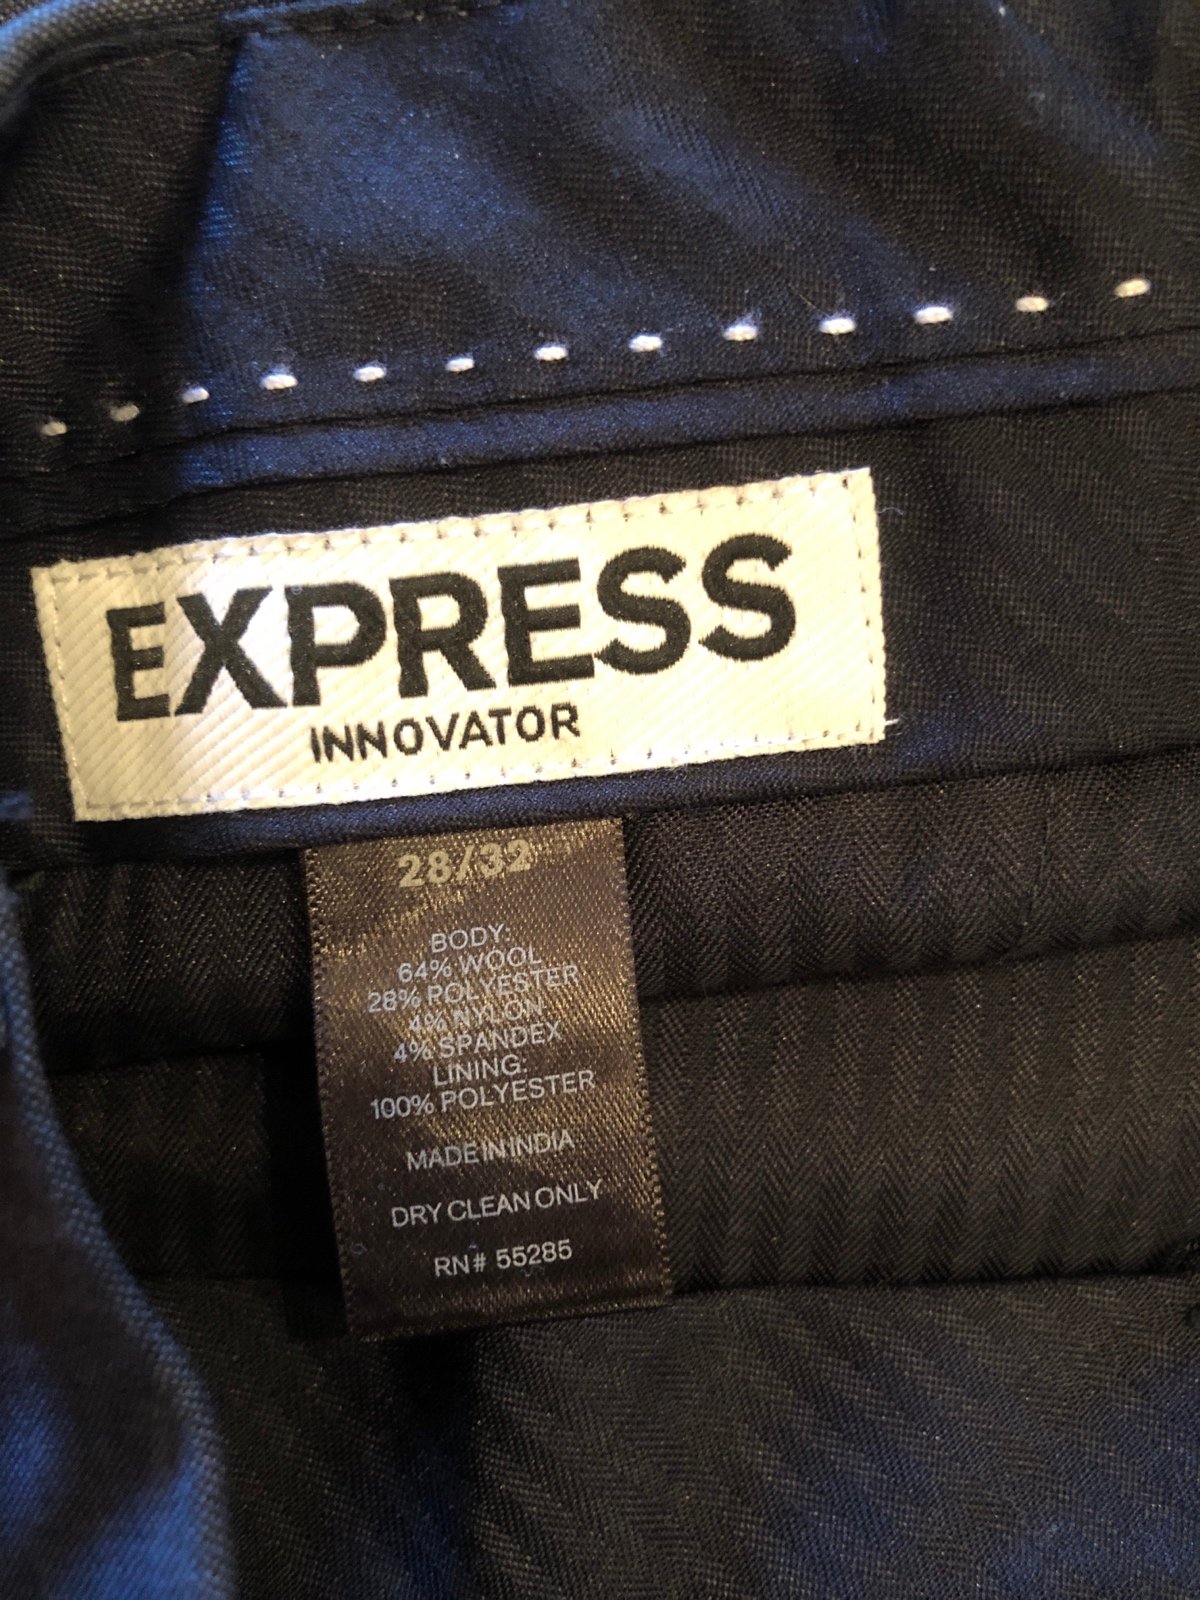 EXPRESS
INNOVATOR
28/32
BODY:
64% WOOL
28% POLYESTER
4% NYLON
4% SPANDEX
LINING:
100% POLYESTER
MADE IN INDIA
DRY CLEAN ONLY
RN# 55285